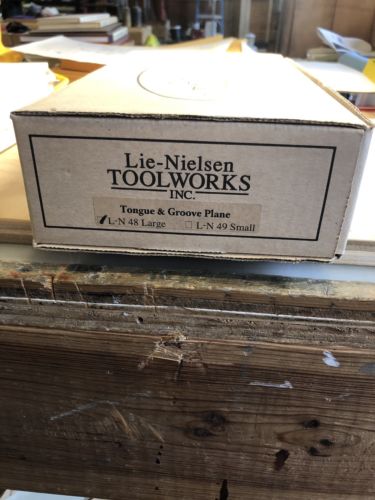 Lie-Nielsen
TOOLWORKS
INC.
Tongue & Groove Plane
L-N 48 Large L-N 49 Small